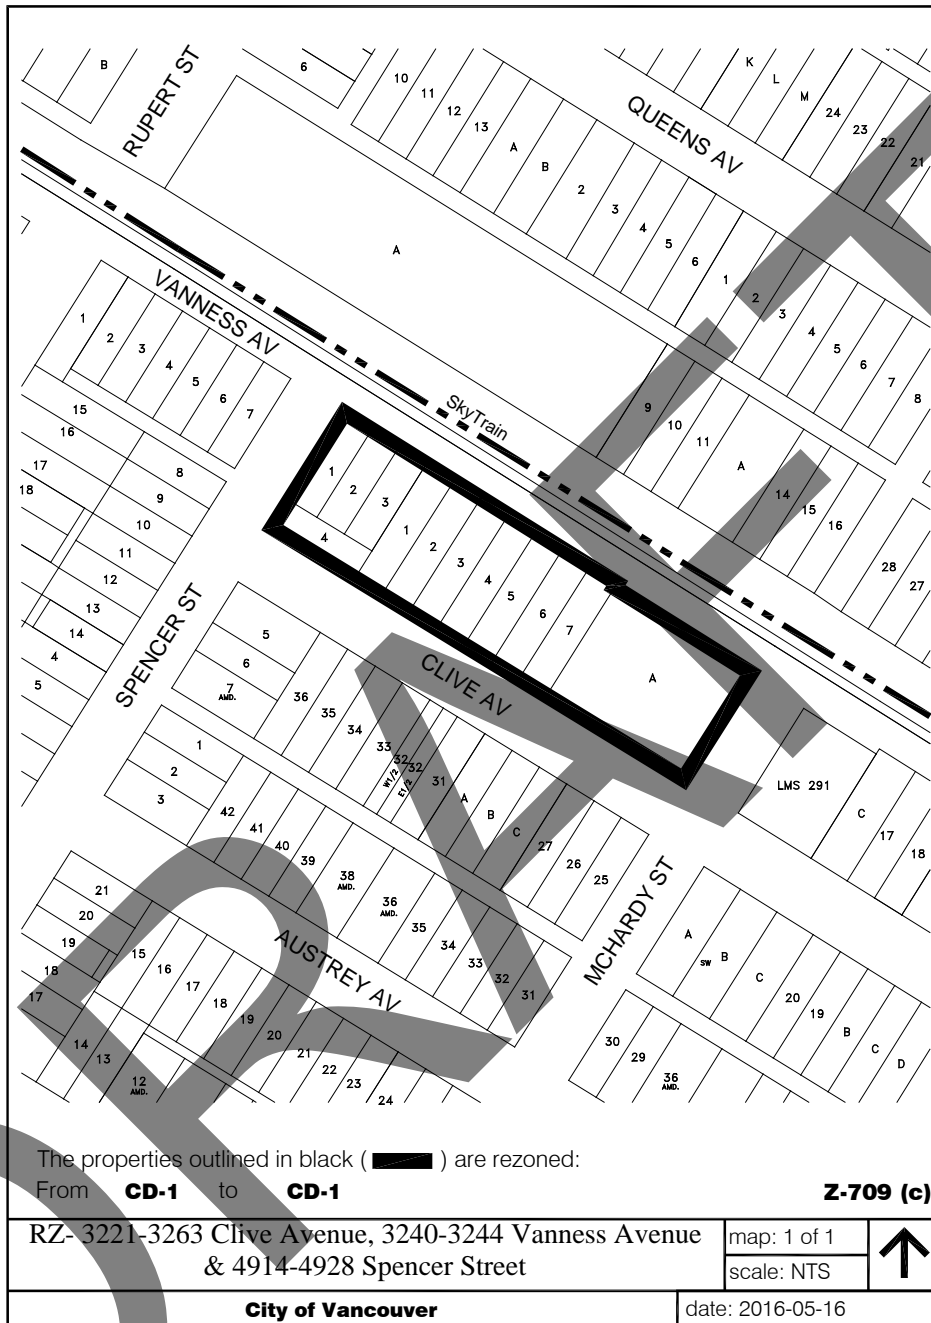 B
RUPERT ST
6
10
11
12
13
A
B
2
3
4
5
6
1
2
3
4
5
6
7
8
QUEENS AV
K
L
M
24
23
22
21
A
VANNESS AV
SkyTrain
1
2
3
4
5
6
7
15
16
17
18
8
9
10
11
12
13
14
4
5
9
10
11
A
14
15
16
28
27
1
2
3
4
1
2
3
4
5
6
7
A
SPENCER ST
CLIVE AV
5
6
7
AMD.
36
35
34
33
32
W1/2
32
E1/2
31
A
B
C
27
26
25
LMS 291
C
17
18
1
2
3
42
41
40
39
38
AMD.
36
AMD.
35
34
33
32
31
MCHARDY ST
AUSTREY AV
21
20
19
18
17
15
16
17
18
19
20
21
22
23
24
14
13
12
AMD.
A
SW
B
C
20
19
B
C
D
30
29
36
AMD.
The properties outlined in black ( ) are rezoned:
From CD-1 to CD-1
Z-709 (c)
RZ- 3221-3263 Clive Avenue, 3240-3244 Vanness Avenue
& 4914-4928 Spencer Street
map: 1 of 1
scale: NTS
City of Vancouver
date: 2016-05-16